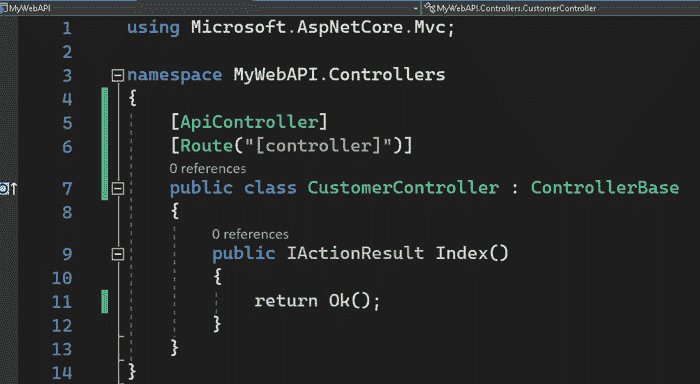 MyWebAPI
MyWebAPI.Controllers.CustomerController
1 using Microsoft.AspNetCore.Mvc;
2
3 namespace MyWebAPI.Controllers
4 {
5 [ApiController]
6 [Route("[controller]")]
0 references
7 public class CustomerController : ControllerBase
8 {
0 references
9 public IActionResult Index()
10 {
11 return Ok();
12 }
13 }
14 }